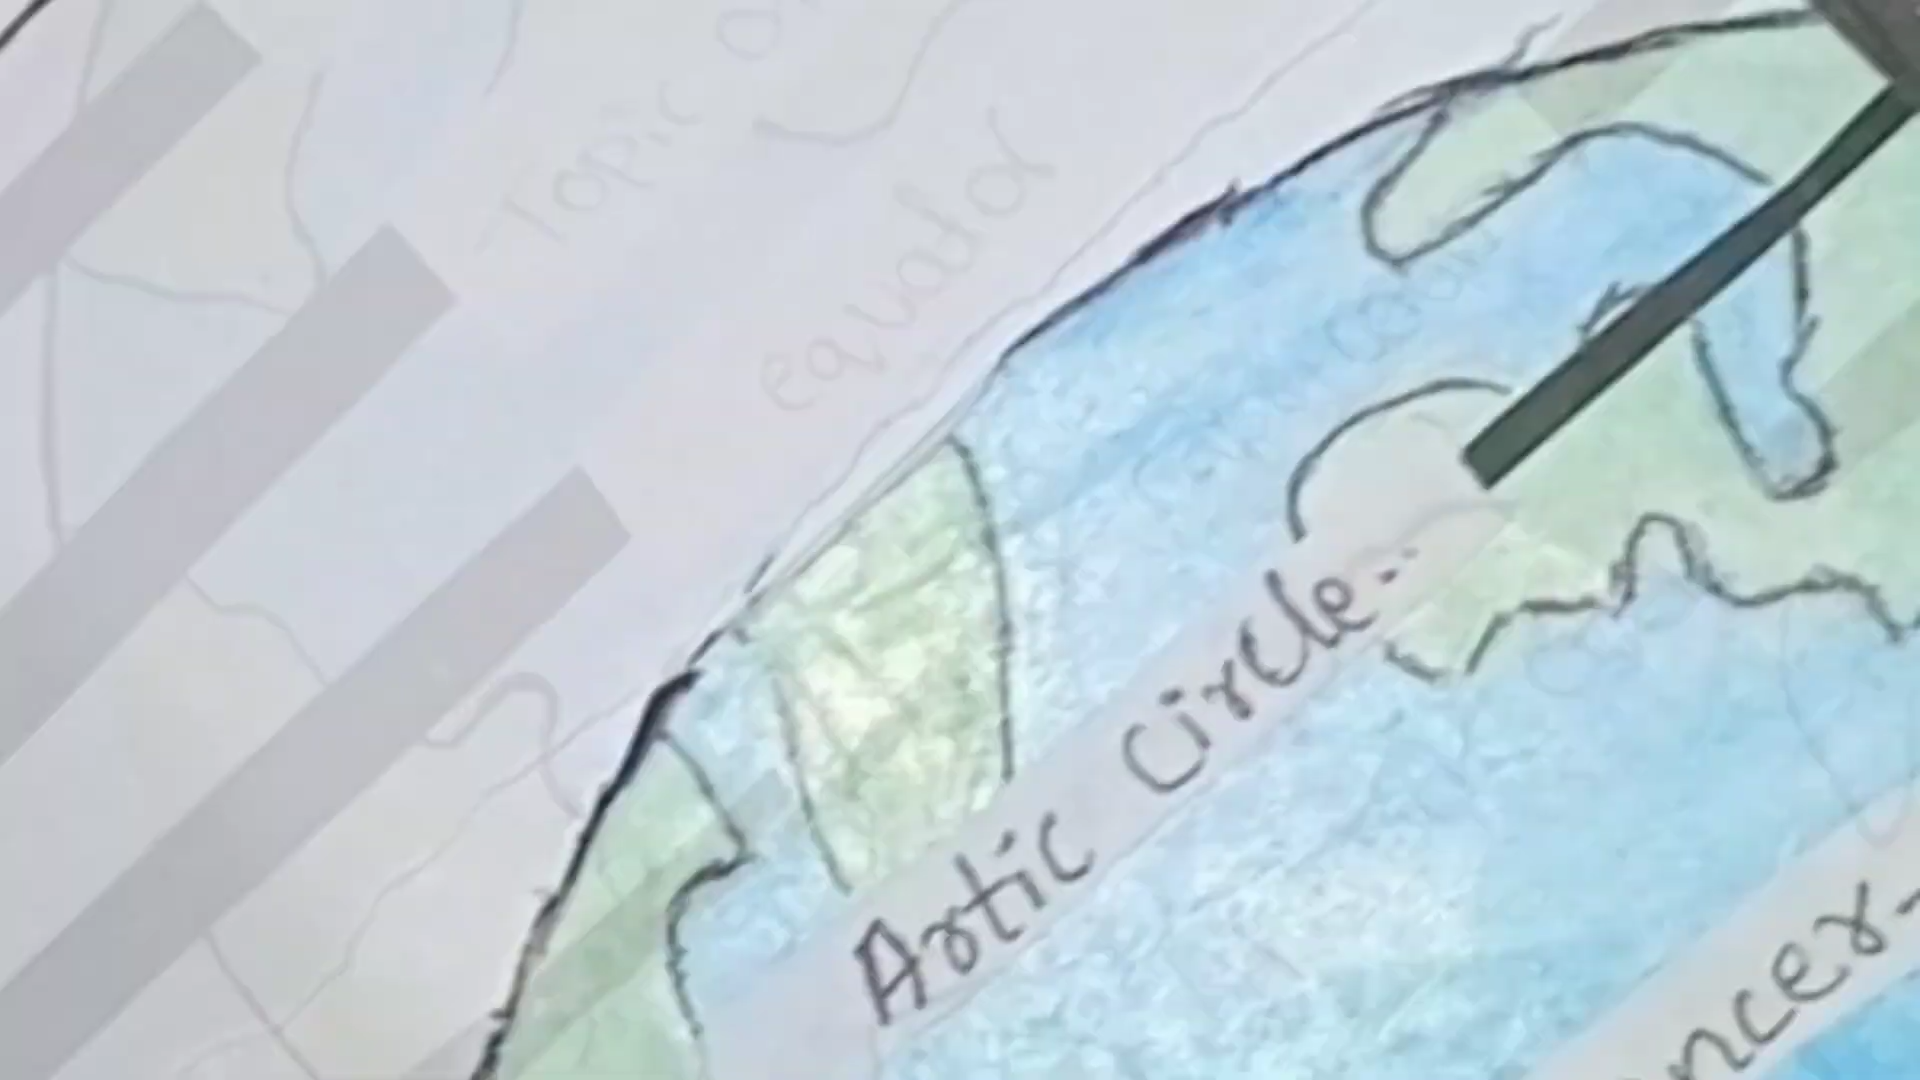 Topic o
equator
Artic Circle..
ncer-